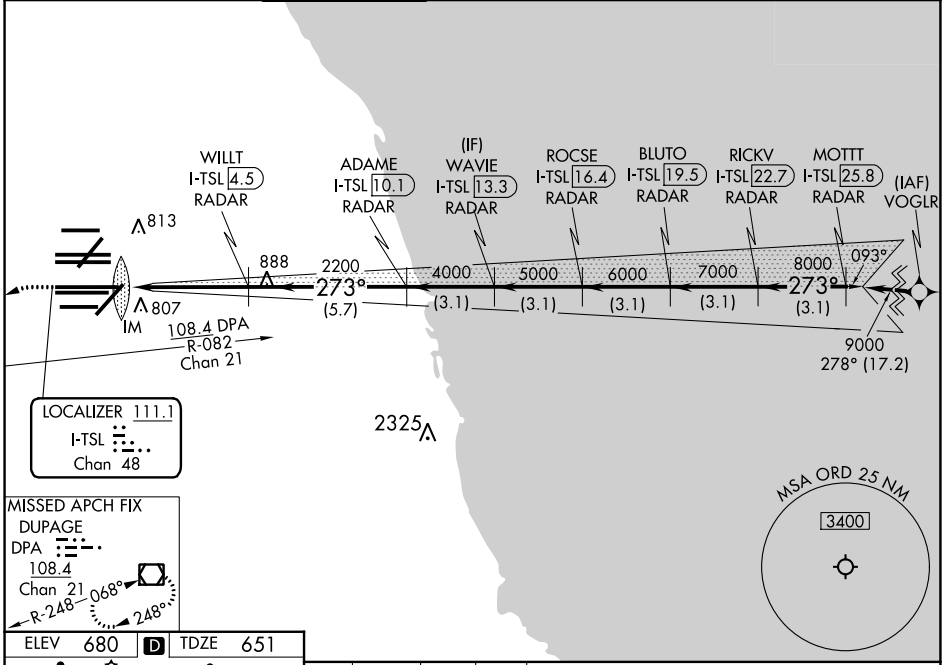 WILLT
I-TSL 4.5
RADAR
ADAME
I-TSL 10.1
RADAR
(IF)
WAVIE
I-TSL 13.3
RADAR
ROCSE
I-TSL 16.4
RADAR
BLUTO
I-TSL 19.5
RADAR
RICKV
I-TSL 22.7
RADAR
MOTTT
I-TSL 25.8
RADAR
(IAF)
VOGLR
813
888
2200
4000
5000
6000
7000
8000
093°
273°
273°
(5.7)
(3.1)
(3.1)
(3.1)
(3.1)
(3.1)
807
IM
108.4 DPA
R-082
Chan 21
9000
278° (17.2)
LOCALIZER 111.1
I-TSL
Chan 48
2325
MISSED APCH FIX
DUPAGE
DPA
108.4
Chan 21
068°
R-248
248°
MSA ORD 25 NM
3400
ELEV 680 D TDZE 651